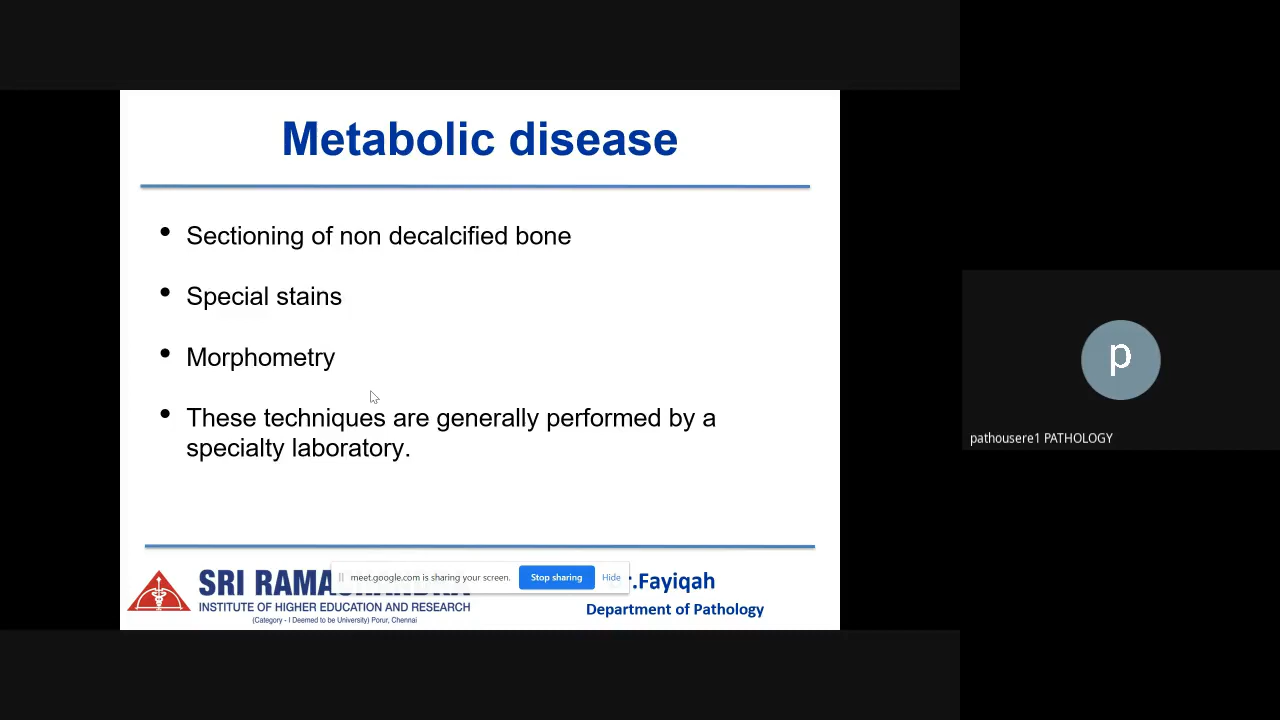 Metabolic disease
• Sectioning of non decalcified bone
• Special stains
• Morphometry
• These techniques are generally performed by a
specialty laboratory.
SRI
meet.google.com is sharing your screen.
Stop sharing
Hide
r.Fayiqah
INSTITUTE OF HIGHER EDUCATION AND RESEARCH
Department of Pathology
(Category - I Deemed to be University) Porur, Chennai
p
pathousere1 PATHOLOGY